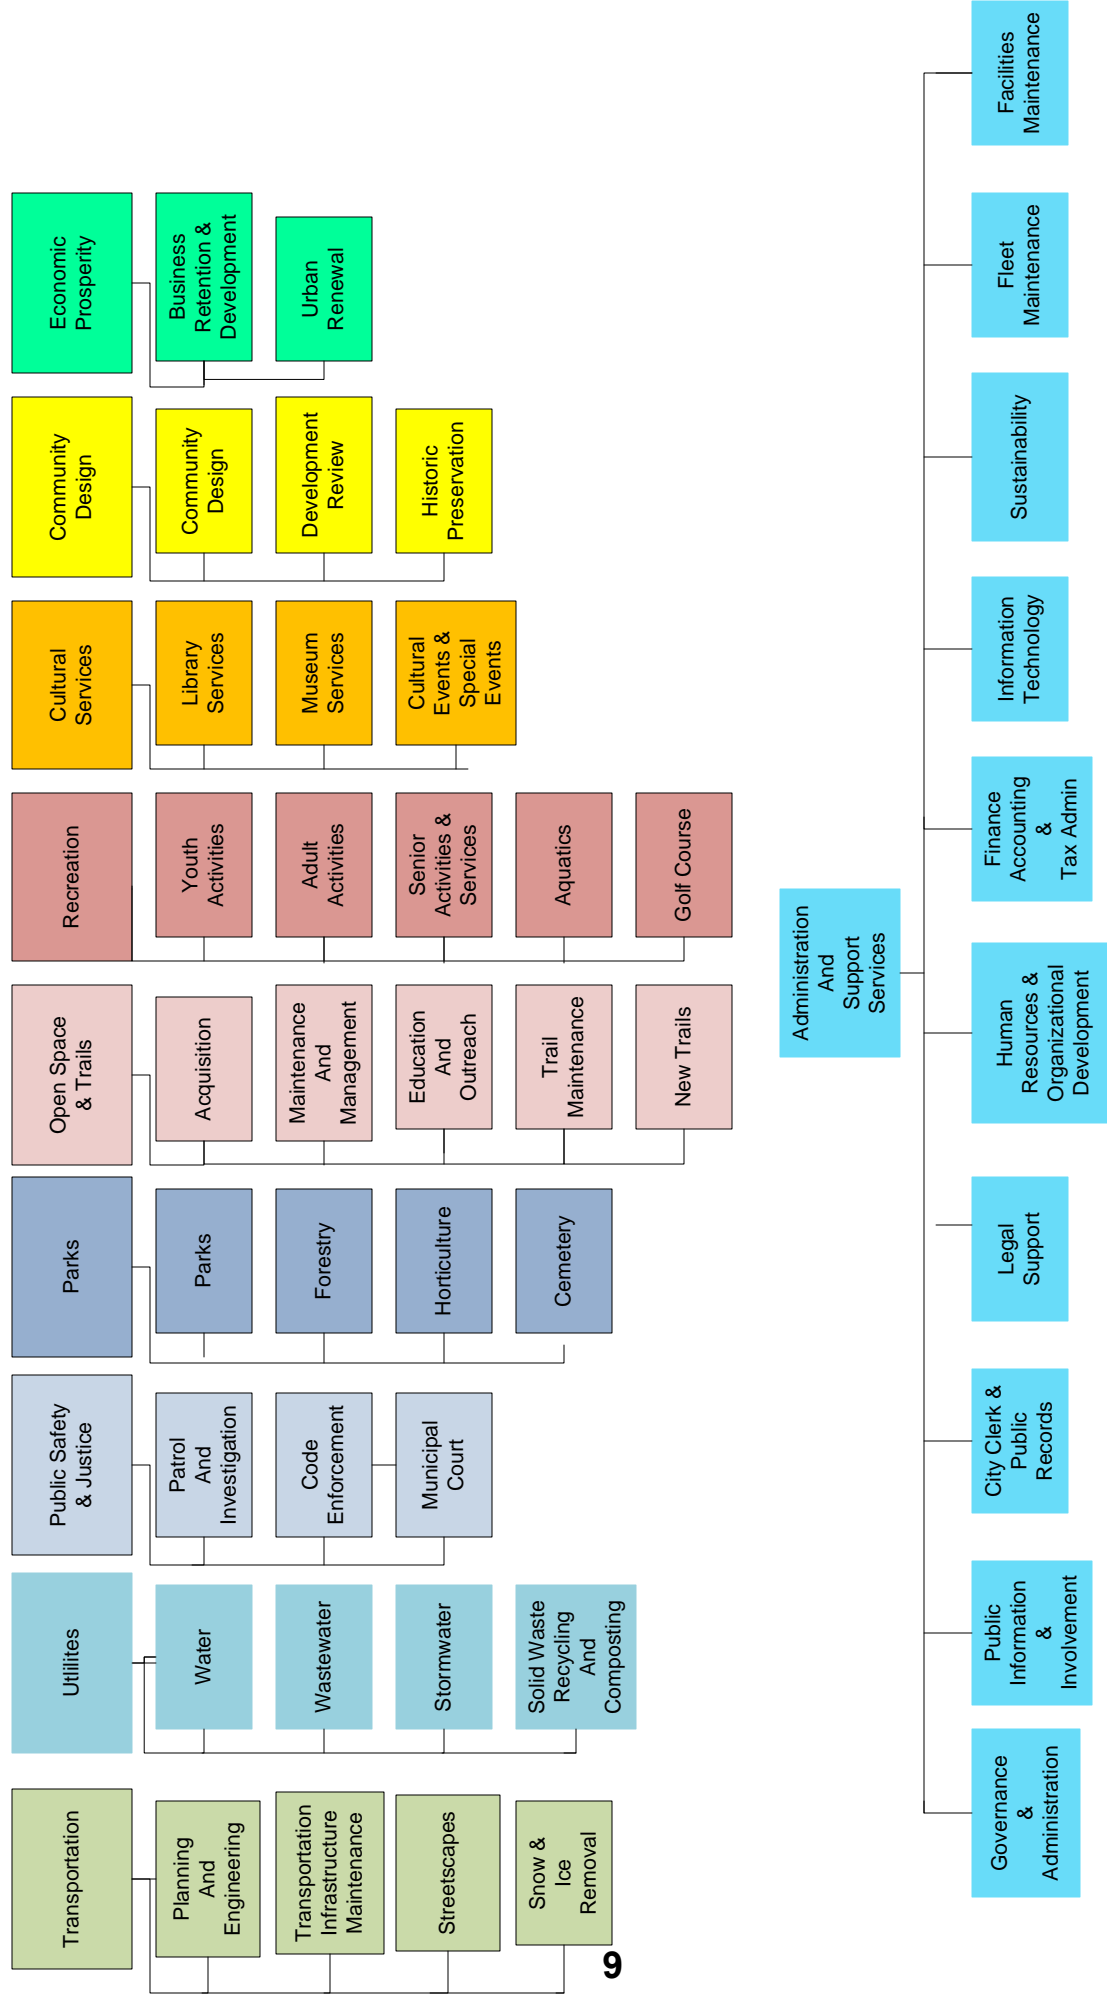 Transportation
Planning
And
Engineering
Transportation
Infrastructure
Maintenance
Streetscapes
Snow &
Ice
Removal
Utlilites
Water
Wastewater
Stormwater
Solid Waste
Recycling
And
Composting
Public Safety
& Justice
Patrol
And
Investigation
Code
Enforcement
Municipal
Court
Parks
Parks
Forestry
Horticulture
Cemetery
Open Space
& Trails
Acquisition
Maintenance
And
Management
Education
And
Outreach
Trail
Maintenance
New Trails
Recreation
Youth
Activities
Adult
Activities
Senior
Activities &
Services
Aquatics
Golf Course
Cultural
Services
Library
Services
Museum
Services
Cultural
Events &
Special
Events
Community
Design
Community
Design
Development
Review
Historic
Preservation
Economic
Prosperity
Business
Retention &
Development
Urban
Renewal
Administration
And
Support
Services
Governance
&
Administration
Public
Information
&
Involvement
City Clerk &
Public
Records
Legal
Support
Human
Resources &
Organizational
Development
Finance
Accounting
&
Tax Admin
Information
Technology
Sustainability
Fleet
Maintenance
Facilities
Maintenance
9